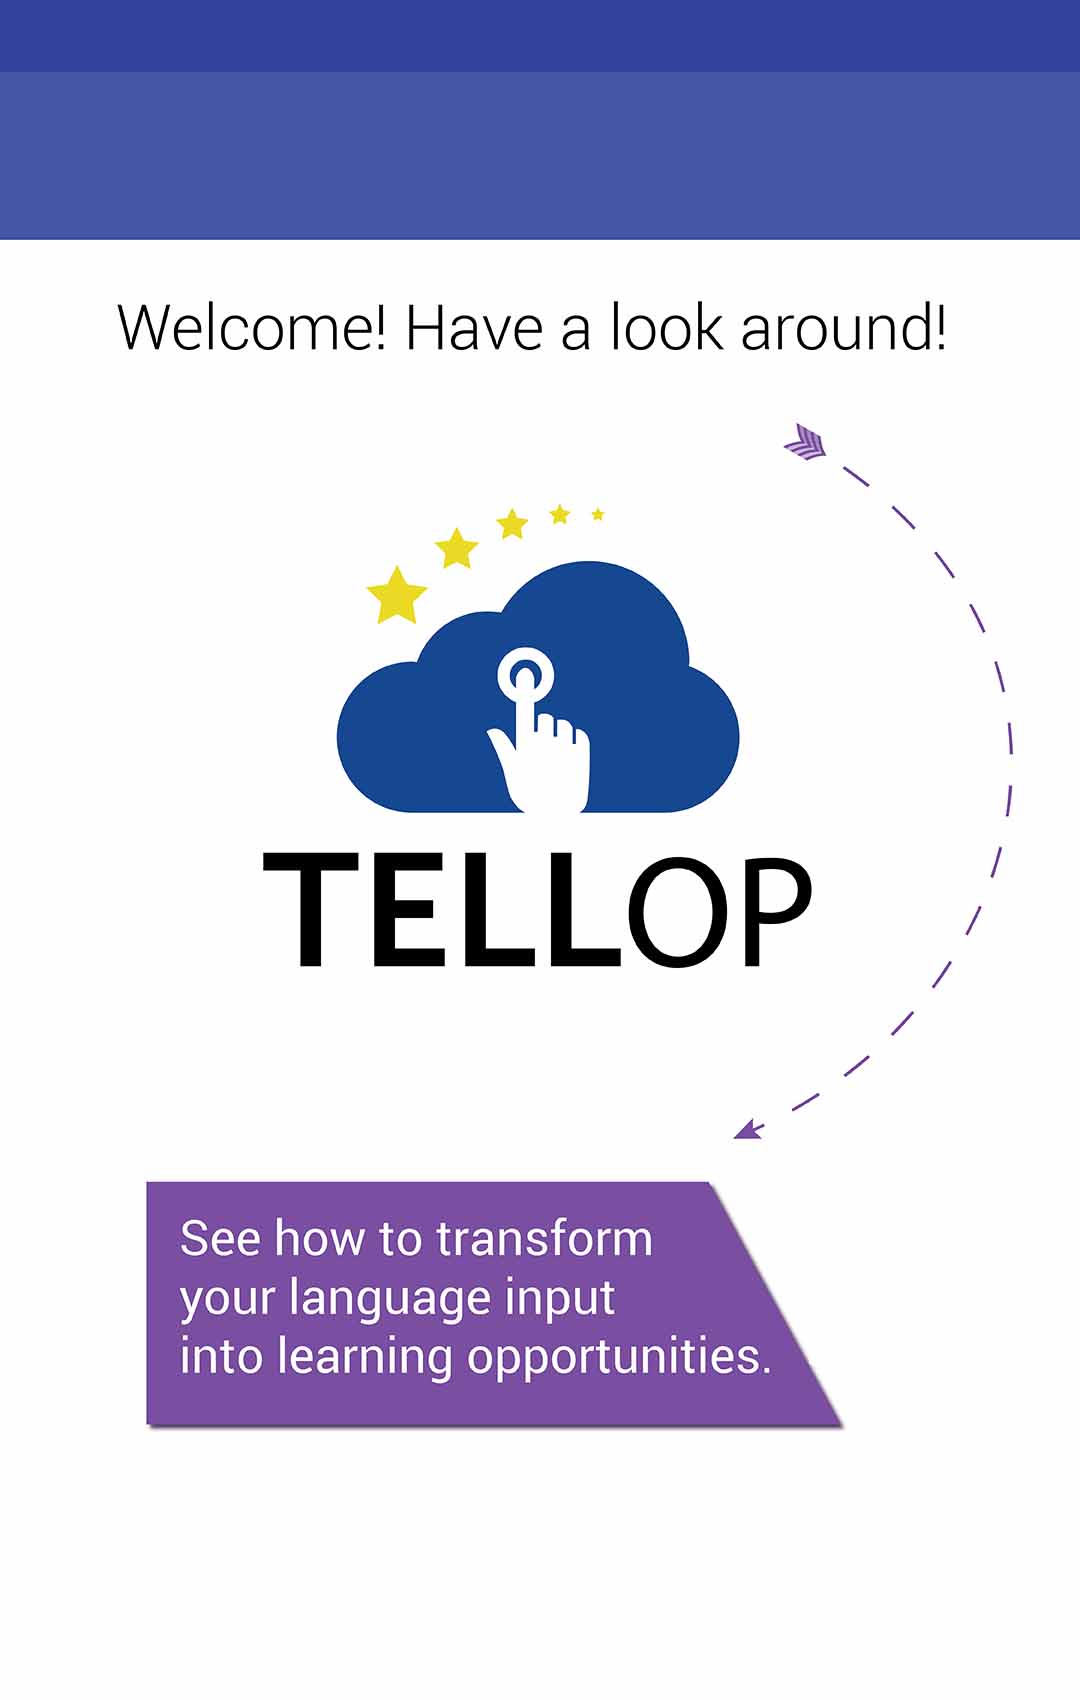 Welcome! Have a look around!
TELLOP
See how to transform
your language input
into learning opportunities.